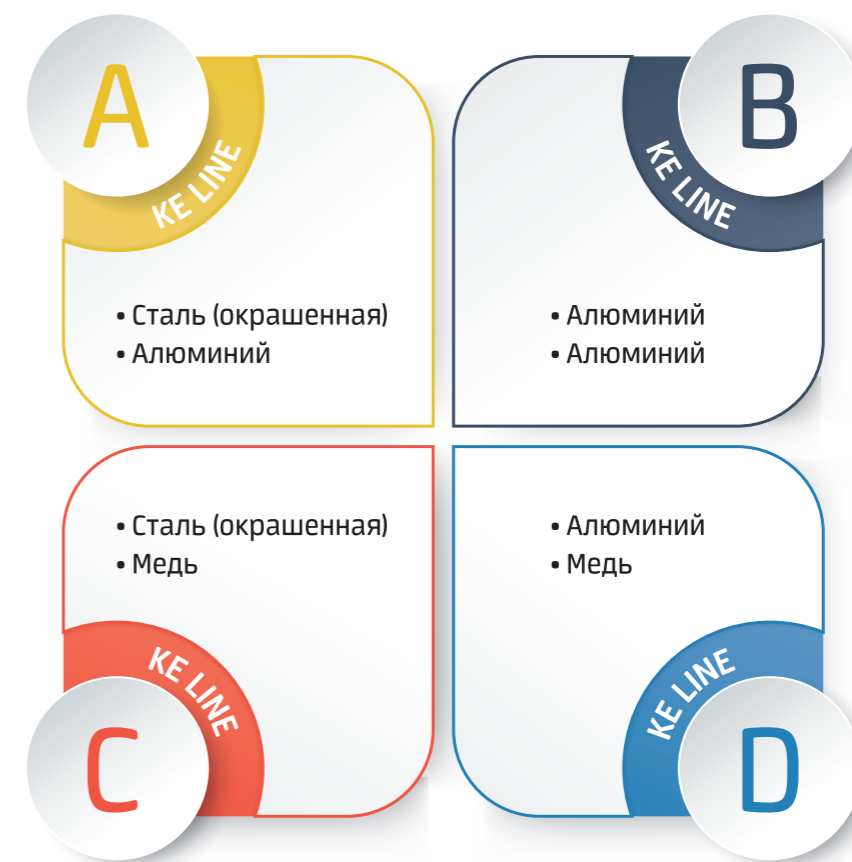 A
KE LINE
• Сталь (окрашенная)
• Алюминий
B
KE LINE
• Алюминий
• Алюминий
• Сталь (окрашенная)
• Медь
KE LINE
C
• Алюминий
• Медь
KE LINE
D